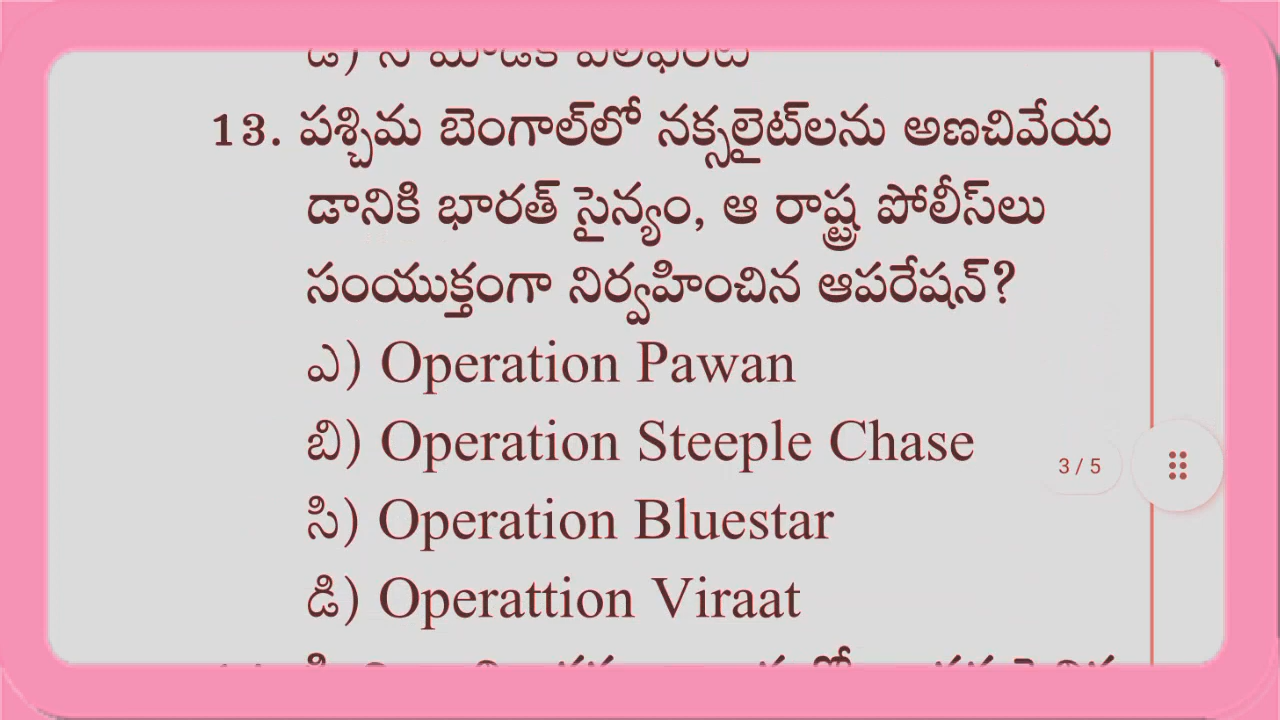 13. పశ్చిమ బెంగాల్‌లో నక్సలైట్‌లను అణచివేయ
డానికి భారత్ సైన్యం, ఆ రాష్ట్ర పోలీస్‌లు
సంయుక్తంగా నిర్వహించిన ఆపరేషన్?
ఎ) Operation Pawan
బి) Operation Steeple Chase
3 / 5
సి) Operation Bluestar
డి) Operattion Viraat